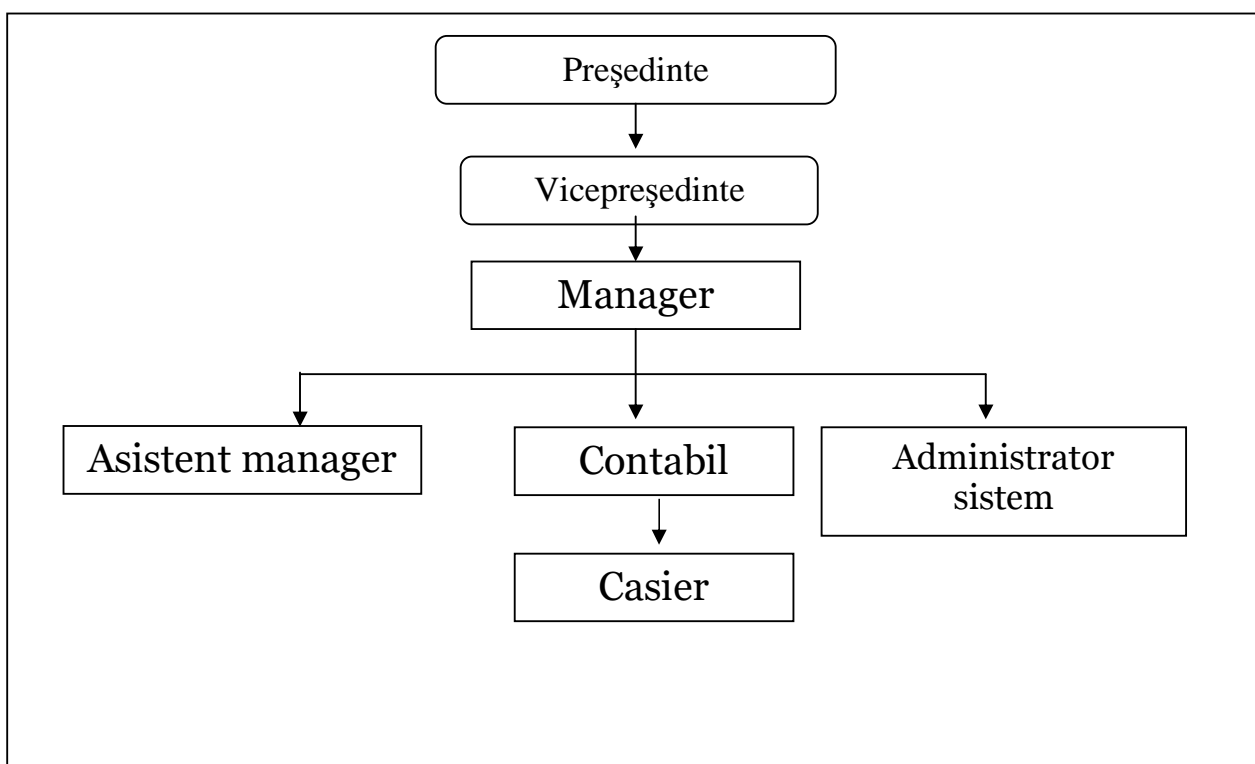 Preşedinte
Vicepreşedinte
Manager
Asistent manager
Contabil
Administrator
sistem
Casier